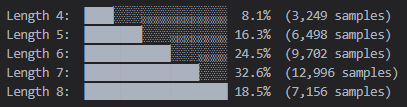 Length 4: 8.1% (3,249 samples)
Length 5: 16.3% (6,498 samples)
Length 6: 24.5% (9,702 samples)
Length 7: 32.6% (12,996 samples)
Length 8: 18.5% (7,156 samples)